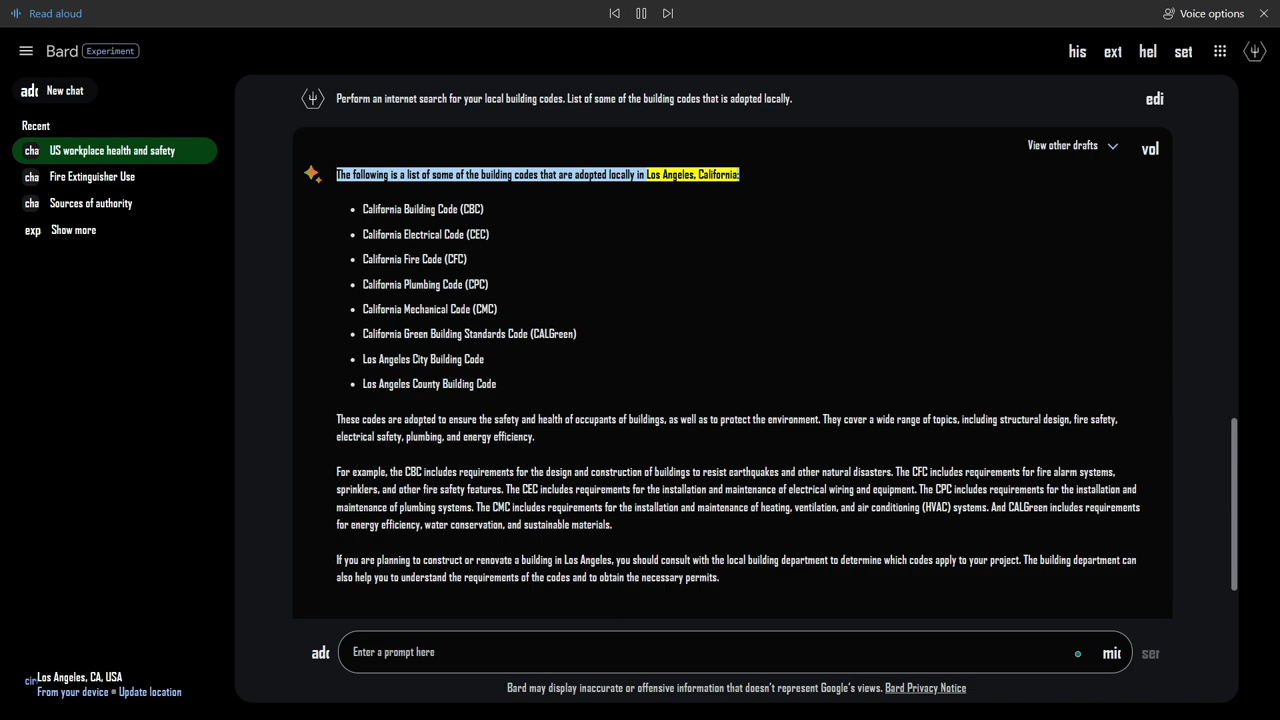 Read aloud
Voice options
Bard Experiment
his ext hel set
add New chat
Recent
cha US workplace health and safety
cha Fire Extinguisher Use
cha Sources of authority
exp Show more
Perform an internet search for your local building codes. List of some of the building codes that is adopted locally.
edi
View other drafts
vol
The following is a list of some of the building codes that are adopted locally in Los Angeles, California:
• California Building Code (CBC)
• California Electrical Code (CEC)
• California Fire Code (CFC)
• California Plumbing Code (CPC)
• California Mechanical Code (CMC)
• California Green Building Standards Code (CALGreen)
• Los Angeles City Building Code
• Los Angeles County Building Code
These codes are adopted to ensure the safety and health of occupants of buildings, as well as to protect the environment. They cover a wide range of topics, including structural design, fire safety,
electrical safety, plumbing, and energy efficiency.
For example, the CBC includes requirements for the design and construction of buildings to resist earthquakes and other natural disasters. The CFC includes requirements for fire alarm systems,
sprinklers, and other fire safety features. The CEC includes requirements for the installation and maintenance of electrical wiring and equipment. The CPC includes requirements for the installation and
maintenance of plumbing systems. The CMC includes requirements for the installation and maintenance of heating, ventilation, and air conditioning (HVAC) systems. And CALGreen includes requirements
for energy efficiency, water conservation, and sustainable materials.
If you are planning to construct or renovate a building in Los Angeles, you should consult with the local building department to determine which codes apply to your project. The building department can
also help you to understand the requirements of the codes and to obtain the necessary permits.
add
Enter a prompt here
mic
ser
cir Los Angeles, CA, USA
From your device • Update location
Bard may display inaccurate or offensive information that doesn't represent Google's views. Bard Privacy Notice